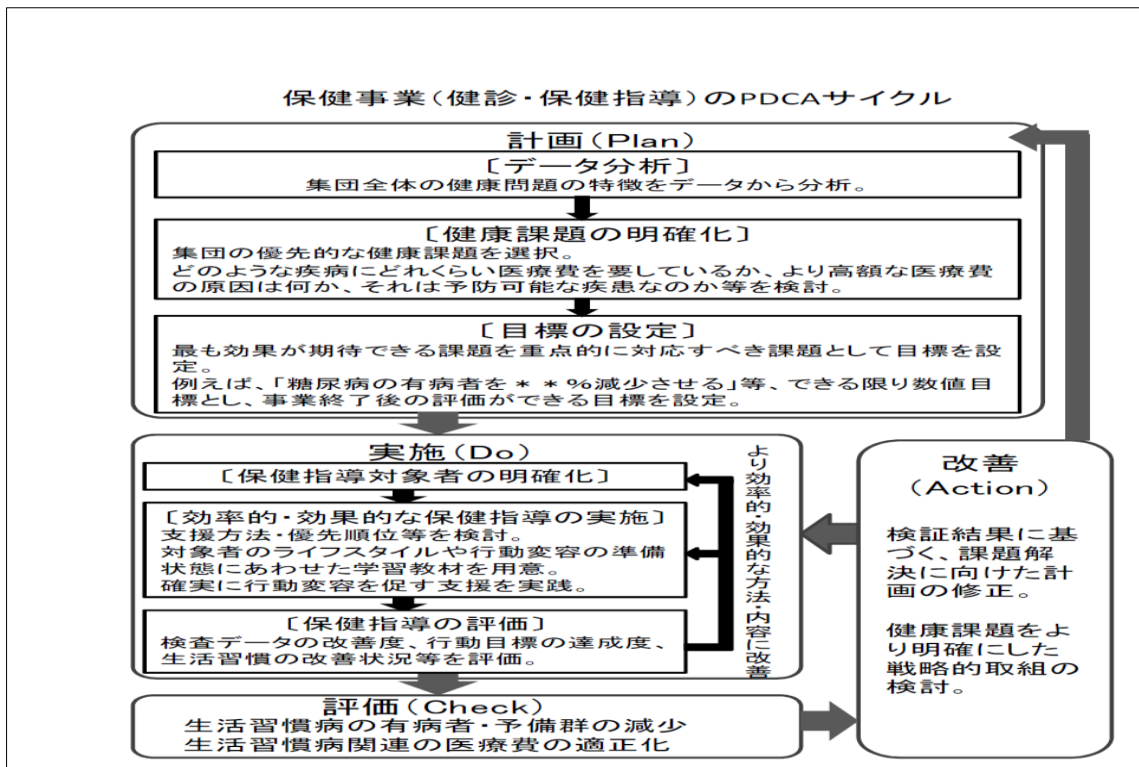 保健事業(健診・保健指導)のPDCAサイクル
計画(Plan)
〔データ分析〕
集団全体の健康問題の特徴をデータから分析。
〔健康課題の明確化〕
集団の優先的な健康課題を選択。
どのような疾病にどれくらい医療費を要しているか、より高額な医療費
の原因は何か、それは予防可能な疾患なのか等を検討。
〔目標の設定〕
最も効果が期待できる課題を重点的に対応すべき課題として目標を設
定。
例えば、「糖尿病の有病者を**%減少させる」等、できる限り数値目
標とし、事業終了後の評価ができる目標を設定。
実施(Do)
〔保健指導対象者の明確化〕
〔効率的・効果的な保健指導の実施〕
支援方法・優先順位等を検討。
対象者のライフスタイルや行動変容の準備
状態にあわせた学習教材を用意。
確実に行動変容を促す支援を実践。
〔保健指導の評価〕
検査データの改善度、行動目標の達成度、
生活習慣の改善状況等を評価。
より効率的・効果的な方法・内容に改善
評価(Check)
生活習慣病の有病者・予備群の減少
生活習慣病関連の医療費の適正化
改善
(Action)
検証結果に基
づく、課題解
決に向けた計
画の修正。
健康課題をよ
り明確にした
戦略的取組の
検討。